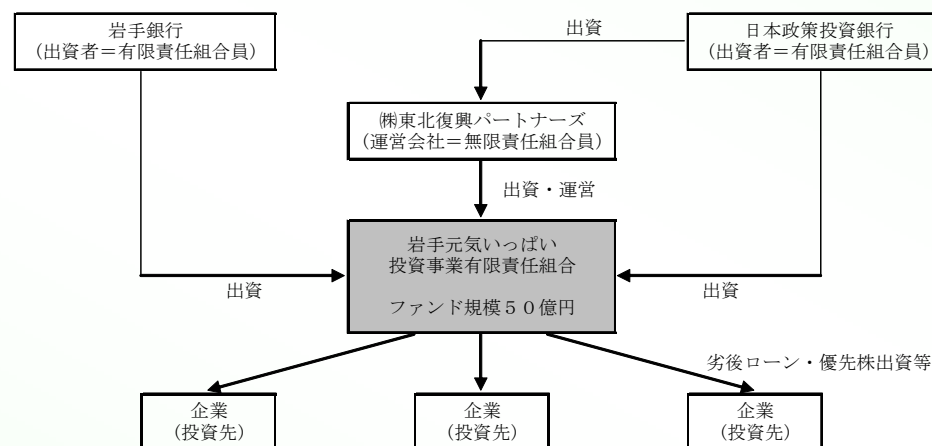 岩手銀行
(出資者＝有限責任組合員)
出資
日本政策投資銀行
(出資者＝有限責任組合員)
㈱東北復興パートナーズ
(運営会社＝無限責任組合員)
出資・運営
岩手元気いっぱい
投資事業有限責任組合
ファンド規模５０億円
出資
出資
劣後ローン・優先株出資等
企業
(投資先)
企業
(投資先)
企業
(投資先)